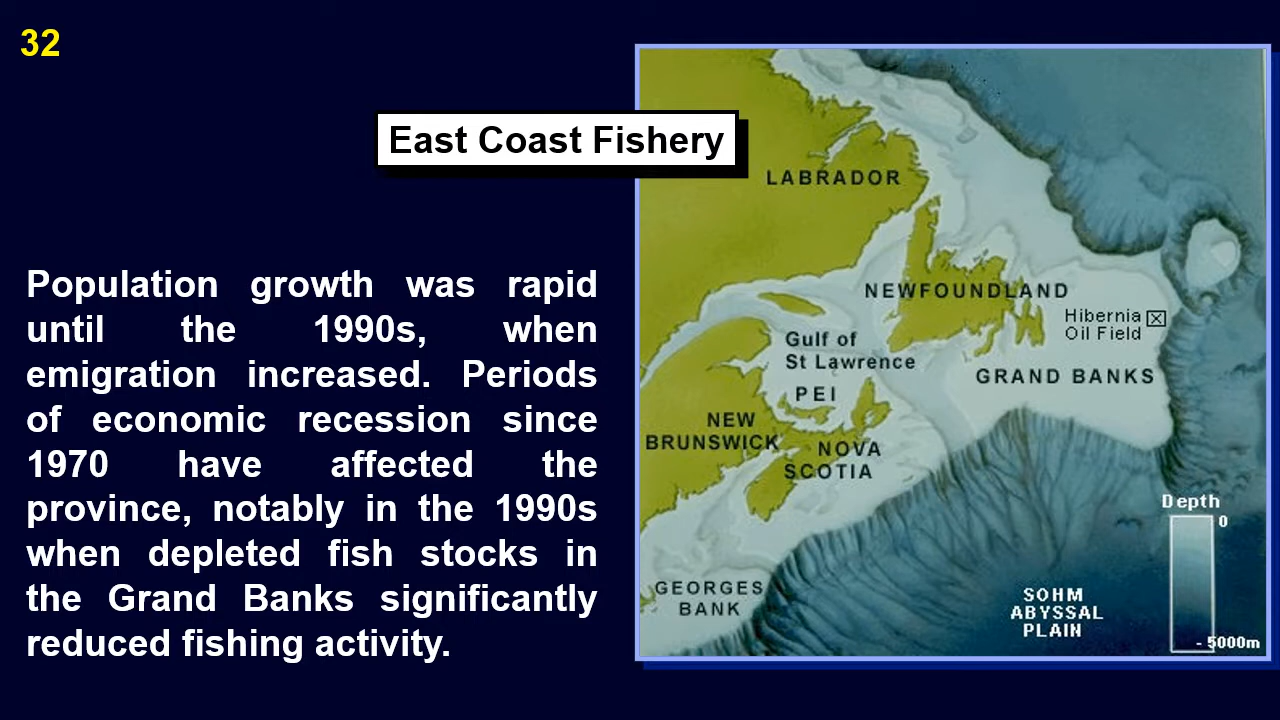 32
East Coast Fishery
Population growth was rapid
until the 1990s, when
emigration increased. Periods
of economic recession since
1970 have affected the
province, notably in the 1990s
when depleted fish stocks in
the Grand Banks significantly
reduced fishing activity.
LABRADOR
NEWFOUNDLAND
Hibernia
Oil Field
Gulf of
St Lawrence
GRAND BANKS
PEI
NEW
BRUNSWICK
NOVA
SCOTIA
Depth
0
GEORGES
BANK
SOHM
ABYSSAL
PLAIN
- 5000m